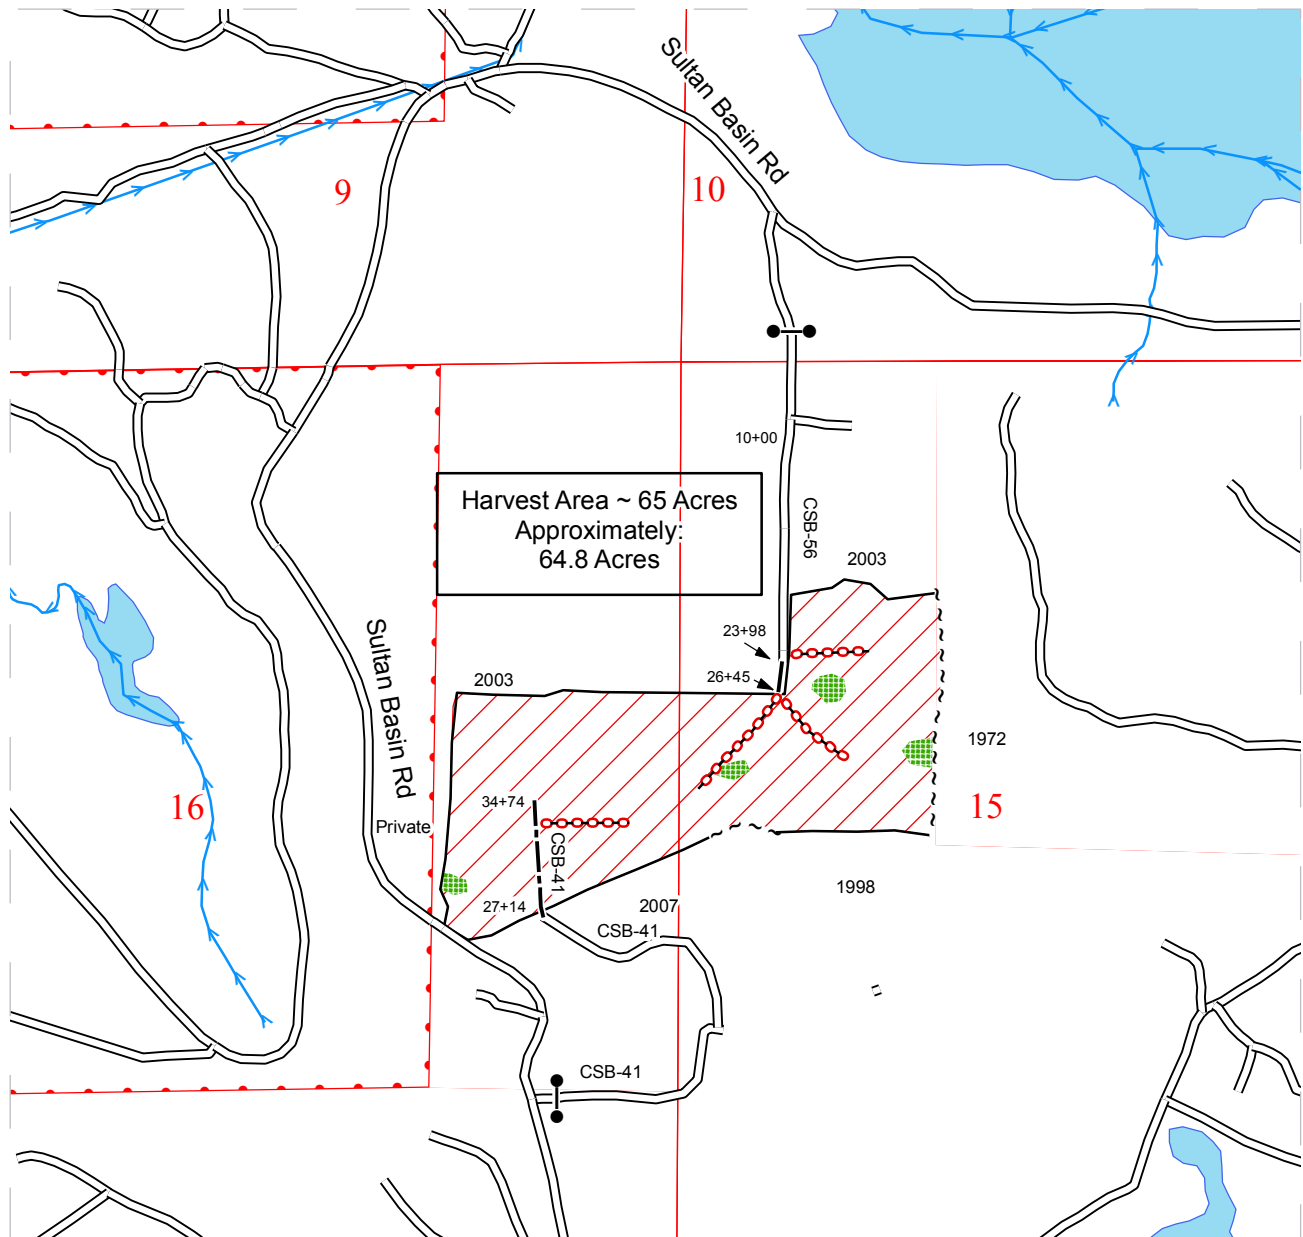 Sultan Basin Rd
9
10
10+00
Harvest Area ~ 65 Acres
Approximately:
64.8 Acres
CSB-56
2003
23+98
26+45
2003
Sultan Basin Rd
1972
16
15
34+74
Private
CSB-41
1998
27+14
2007
CSB-41
CSB-41